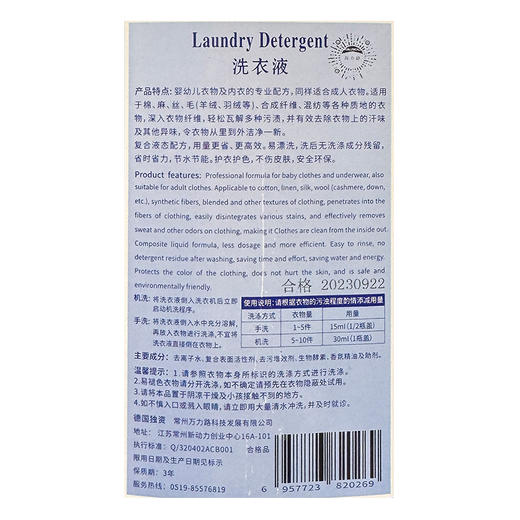 Laundry Detergent
洗衣液
产品特点：婴幼儿衣物及内衣的专业配方，同样适合成人衣物。适用
于棉、麻、丝、毛(羊绒、羽绒等)、合成纤维、混纺等各种质地的衣
物，深入衣物纤维，轻松瓦解多种污渍，并有效去除衣物上的汗味
及其他异味，令衣物从里到外洁净一新。
复合液态配方，用量更省、更高效。易漂洗，洗后无洗涤成分残留，
省时省力，节水节能。护衣护色，不伤皮肤，安全环保。
Product features: Professional formula for baby clothes and underwear, also
suitable for adult clothes. Applicable to cotton, linen, silk, wool (cashmere, down,
etc.), synthetic fibers, blended and other textures of clothing, penetrates into the
fibers of clothing, easily disintegrates various stains, and effectively removes
sweat and other odors on clothing, making it Clothes are clean from the inside out.
Composite liquid formula, less dosage and more efficient. Easy to rinse, no
detergent residue after washing, saving time and effort, saving water and energy.
Protects the color of the clothing, does not hurt the skin, and is safe and
environmentally friendly.
合格 20230922
机洗：将洗衣液倒入洗衣机后立即
启动机洗程序。
手洗：将洗衣液倒入水中充分溶解，
再放入衣物进行洗涤，不宜将
洗衣液直接倒在衣物上。
使用说明：请根据衣物的污浊程度酌情添减用量
洗涤方式 衣物量 用量
手洗 1~5件 15ml (1/2瓶盖)
机洗 5~10件 30ml (1瓶盖)
主要成分：去离子水、复合表面活性剂、去污增效剂、生物酵素、香氛精油及助剂。
温馨提示：1.请参照衣物本身所标识的洗涤方式进行洗涤。
2.易褪色衣物请分开洗涤，如不确定请预先在衣物隐蔽处试用。
3.请将本品置于阴凉干燥及小孩接触不到的地方。
4.如不慎入口或溅入眼睛，请立即用大量清水冲洗，并及时就诊。
德国独资 常州万力路科技发展有限公司
地址： 江苏常州新动力创业中心16A-101
执行标准：Q/320402ACB001 合格品
限用日期及生产日期见标示
保质期：3年
服务热线：0519-85576819
6 957723 820269